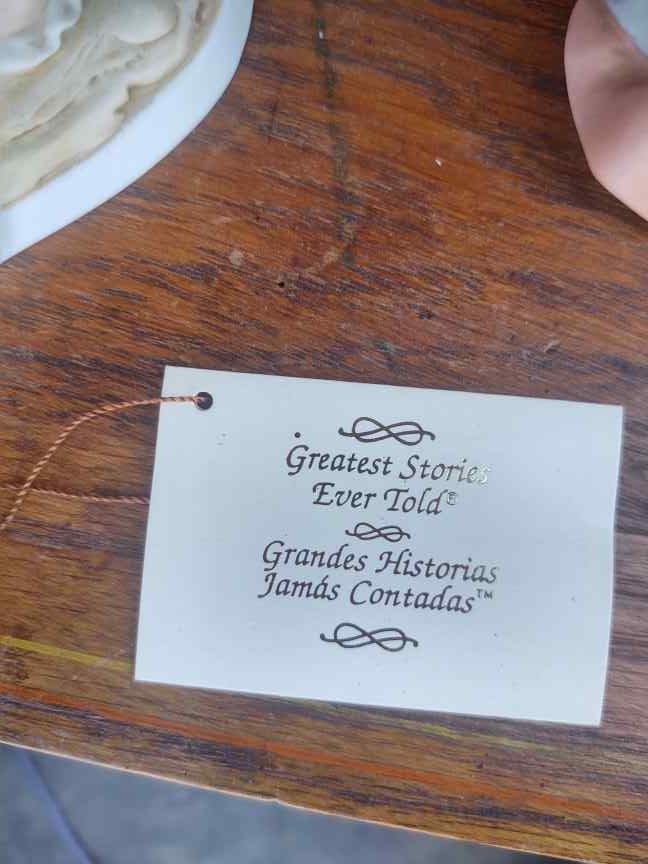 Greatest Stories
Ever Told®
Grandes Historias
Jamás Contadas™